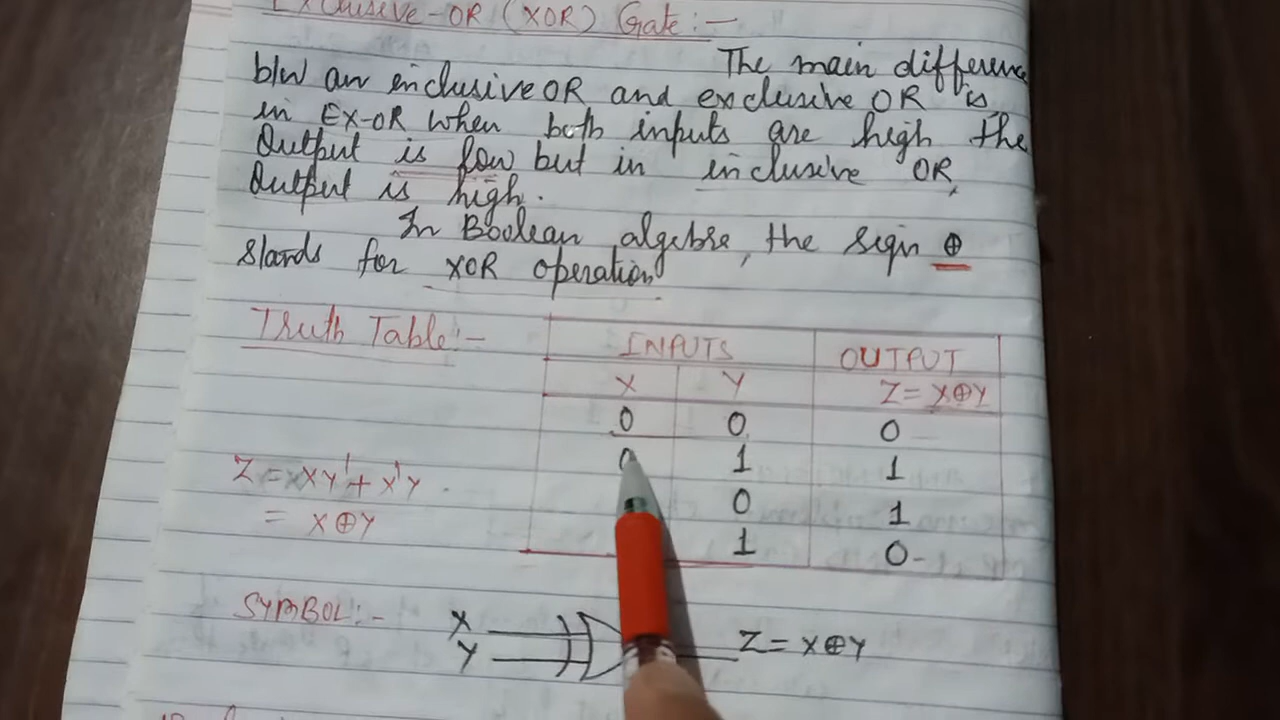 Exclusive-OR (XOR) Gate:-
The main difference
b/w an inclusive OR and exclusive OR is
in EX-OR when both inputs are high the
Output is low but in inclusive OR,
Output is high.
In Boolean algebra, the sign ⊕
stands for XOR operation
Truth Table:-
INPUTS OUTPUT
X Y Z = X⊕Y
0 0 0
0 1 1
0 1
1 0
Z = XY' + X'Y
= X⊕Y
SYMBOL:-
X
Y
Z = X⊕Y